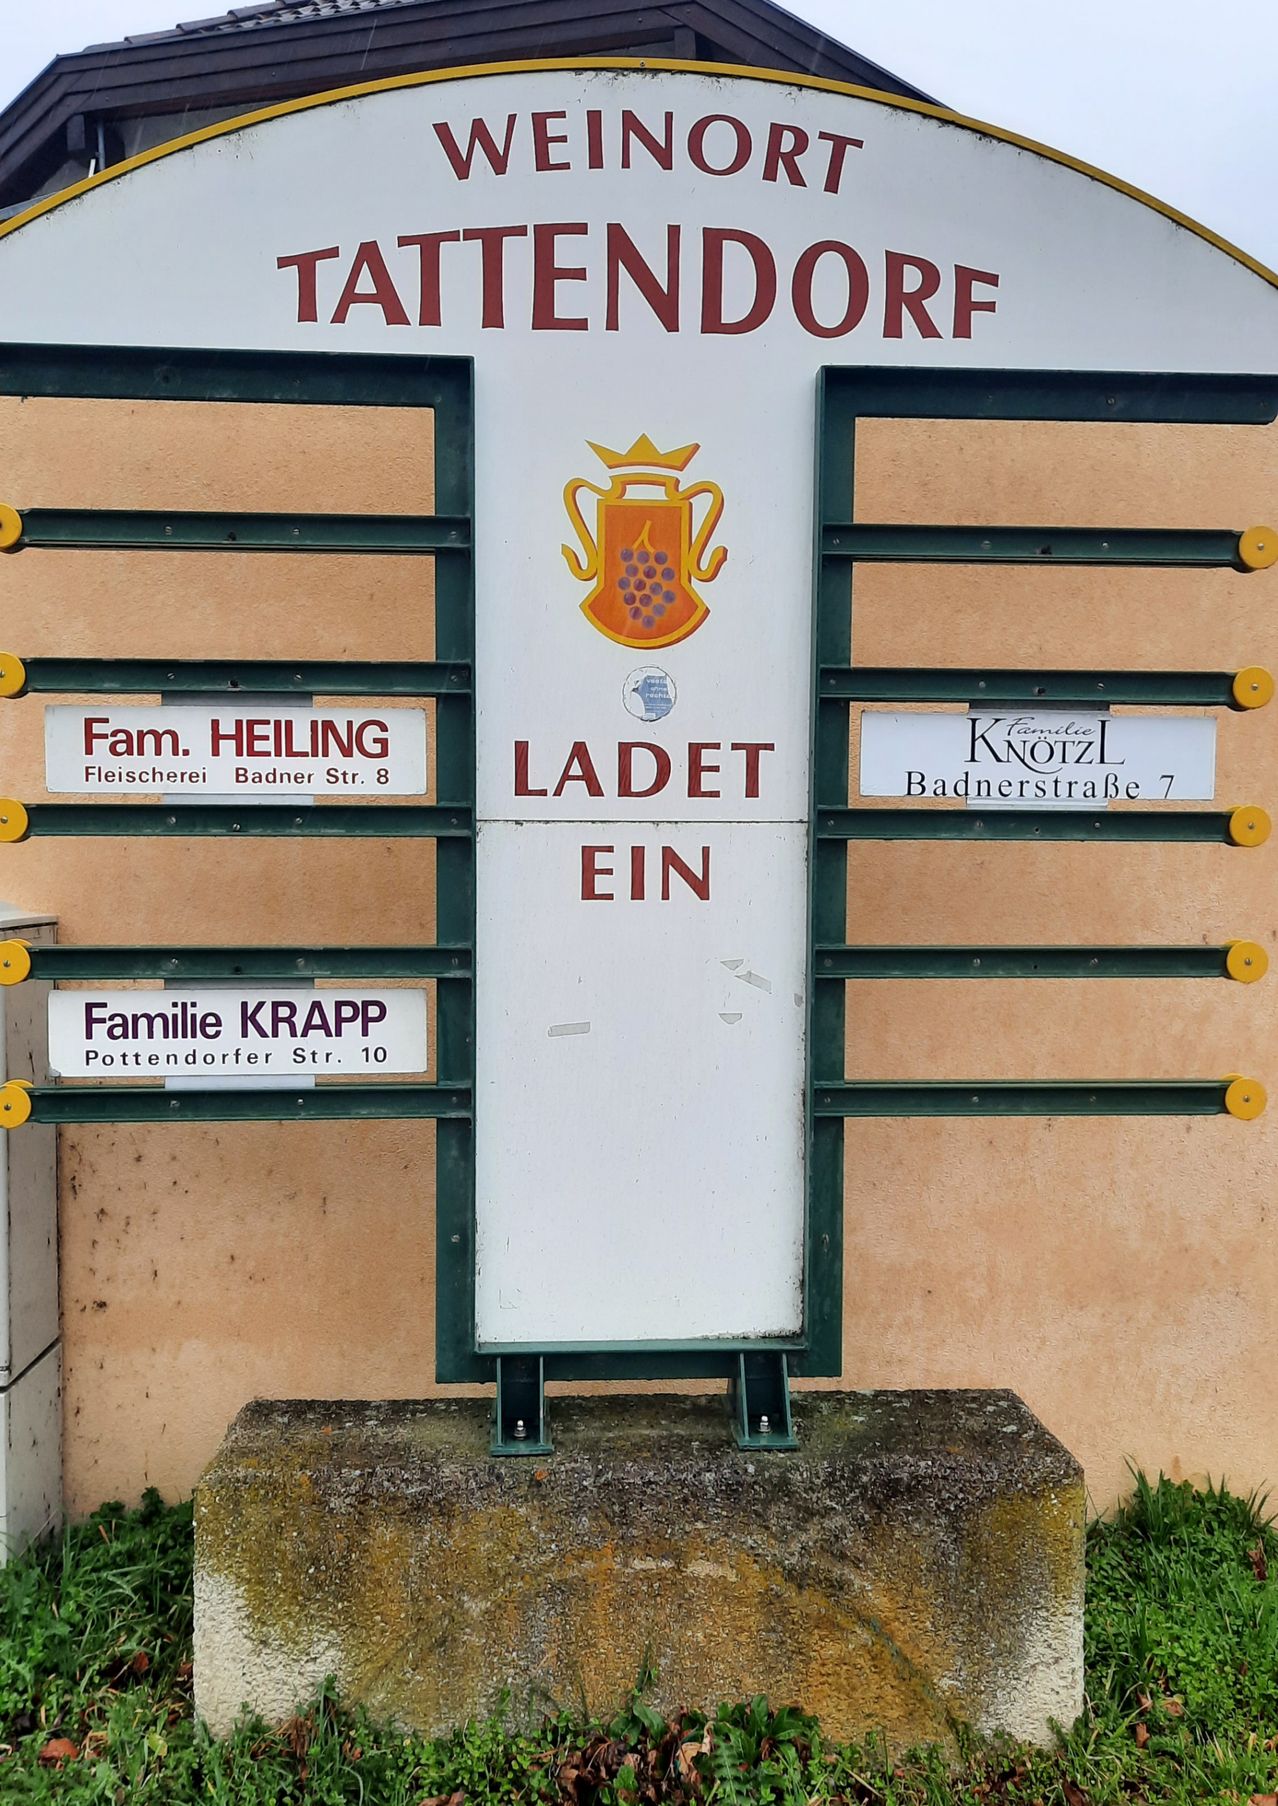 WEINORT
TATTENDORF
LADET
EIN
Fam. HEILING
Fleischerei Badner Str. 8
Familie KRAPP
Pottendorfer Str. 10
Familie
KNÖTZL
Badnerstraße 7